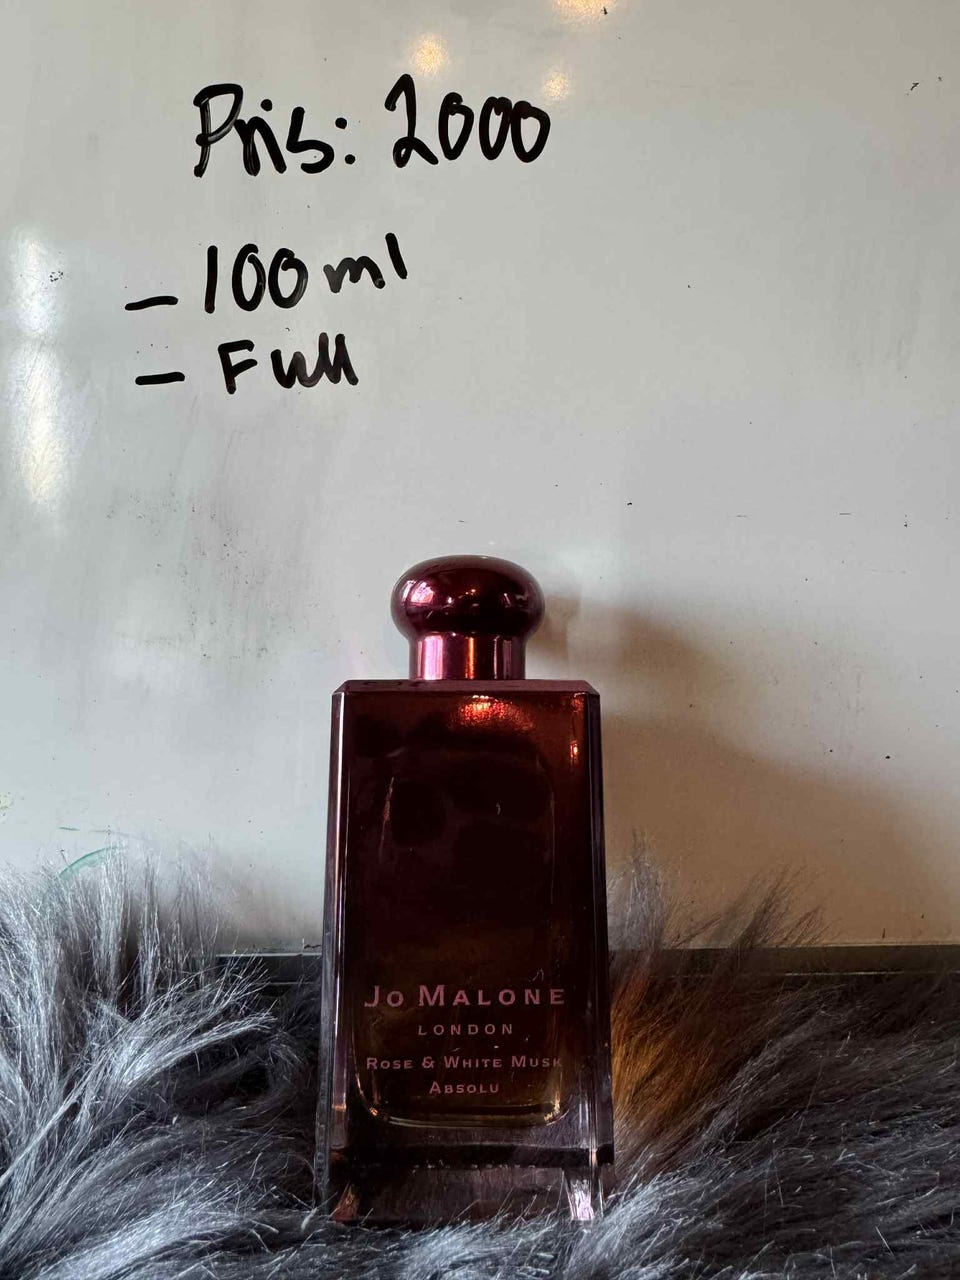 Pris: 2000
- 100 ml
- Full
JO MALONE
LONDON
ROSE & WHITE MUSK
ABSOLU